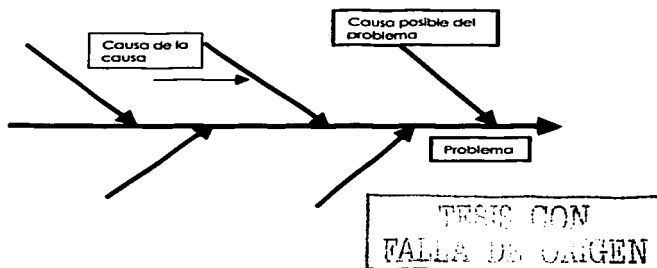 Causa de la
causa
Causa posible del
problema
Problema
TESIS CON
FALLA DE ORIGEN